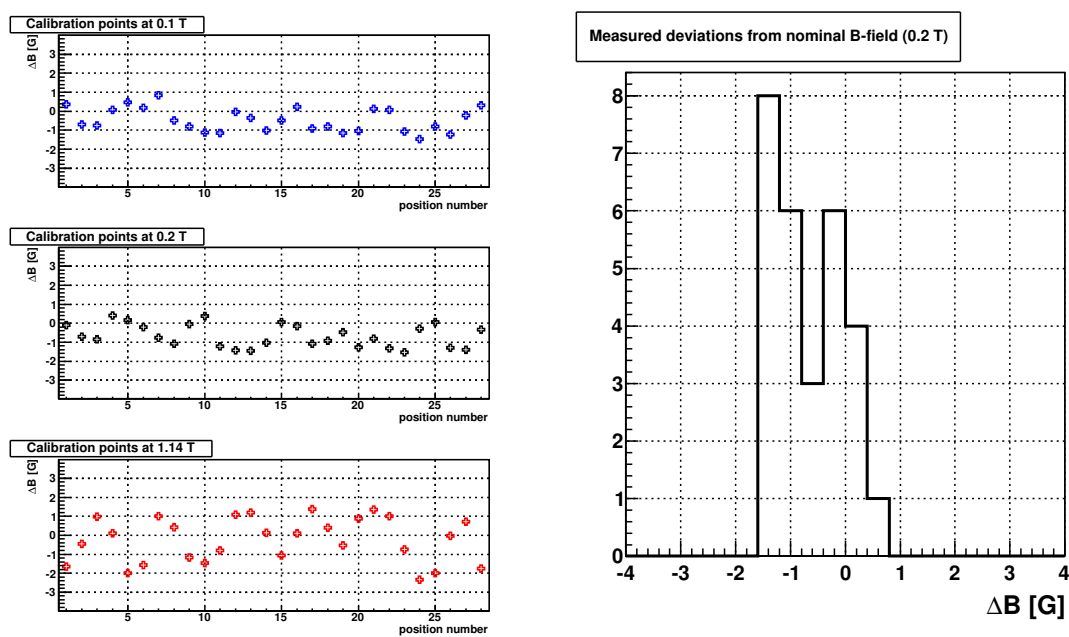 Calibration points at 0.1 T
ΔB [G]
3
2
1
0
-1
-2
-3
5 10 15 20 25
position number
Calibration points at 0.2 T
ΔB [G]
3
2
1
0
-1
-2
-3
5 10 15 20 25
position number
Calibration points at 1.14 T
ΔB [G]
3
2
1
0
-1
-2
-3
5 10 15 20 25
position number
Measured deviations from nominal B-field (0.2 T)
8
7
6
5
4
3
2
1
0
-4 -3 -2 -1 0 1 2 3 4
ΔB [G]